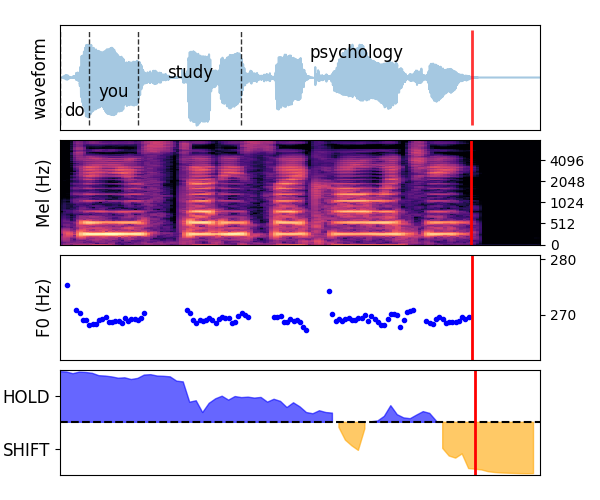 waveform
do
you
study
psychology
Mel (Hz)
4096
2048
1024
512
0
F0 (Hz)
280
270
HOLD
SHIFT